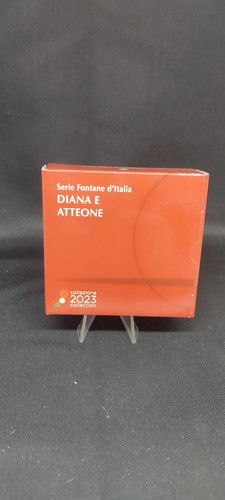 Serie Fontane d'Italia
DIANA E
ATTEONE
collezione
2023
collection